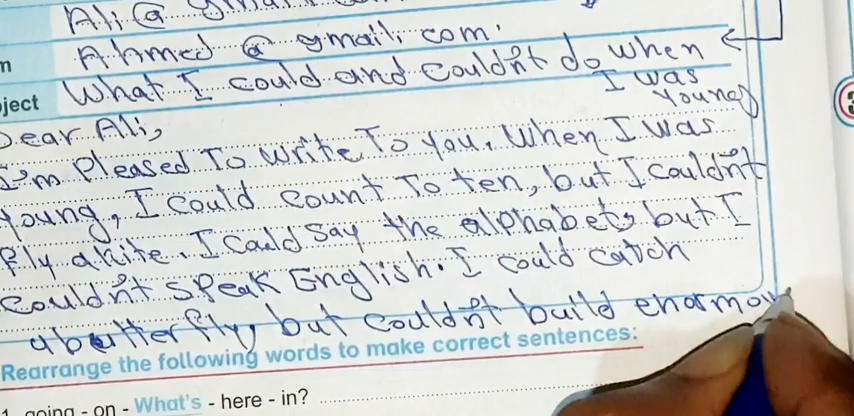 Ali @ gmail
m Ahmed @ gmail. com.
ject What I could and couldn't do when
I was
young
Dear Ali,
I'm Pleased To write To you. When I was
young, I could count To ten, but I couldn't
fly a kite. I could say the alphabets but I
couldn't speak English. I could catch
a butterfly, but couldn't build enormou
Rearrange the following words to make correct sentences:
1. going - on - What's - here - in?